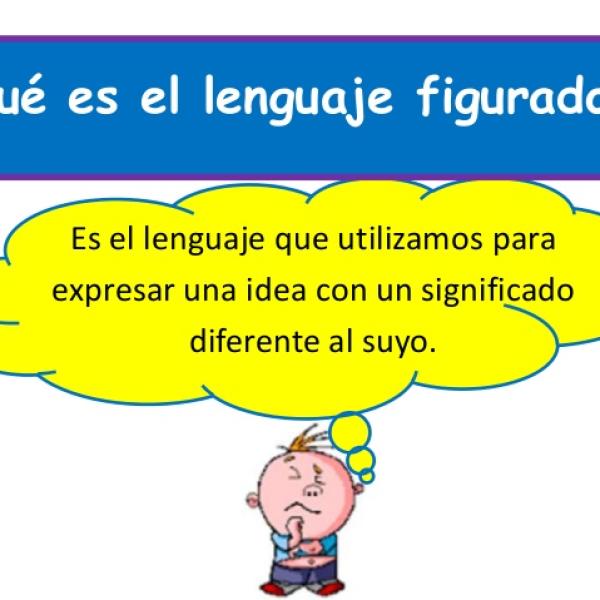 ué es el lenguaje figurado
Es el lenguaje que utilizamos para
expresar una idea con un significado
diferente al suyo.